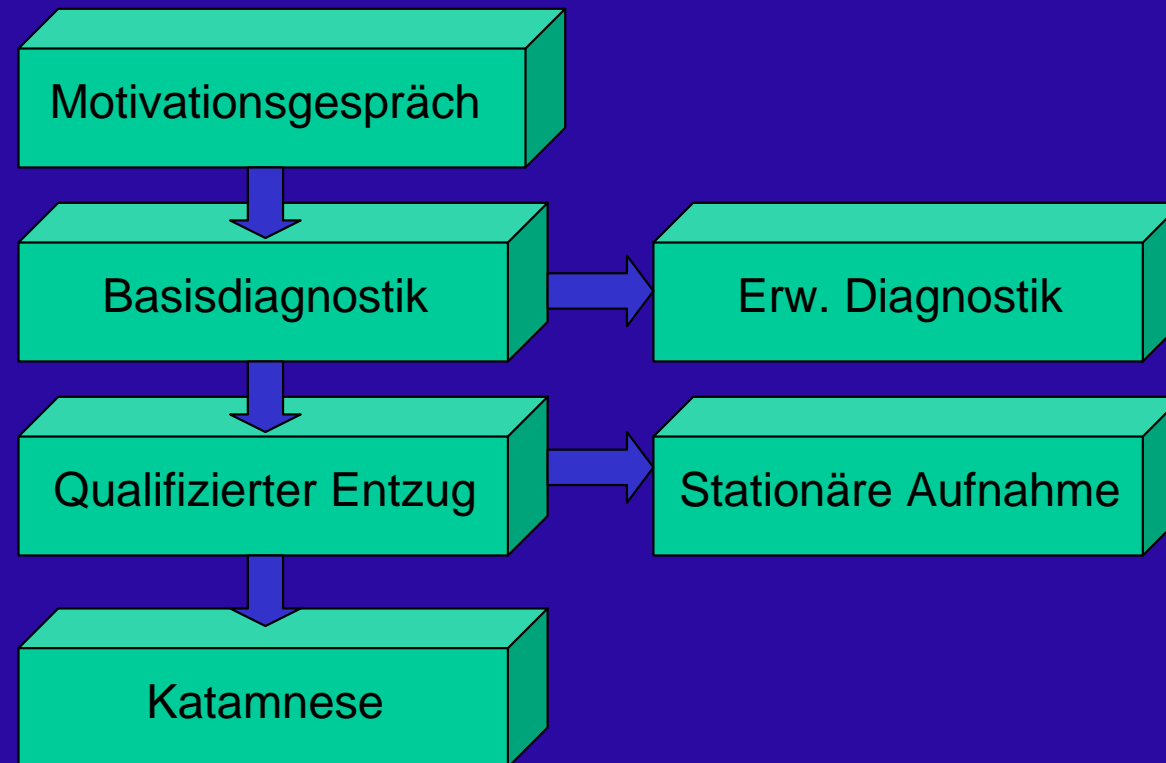 Motivationsgespräch
Basisdiagnostik
Erw. Diagnostik
Qualifizierter Entzug
Stationäre Aufnahme
Katamnese